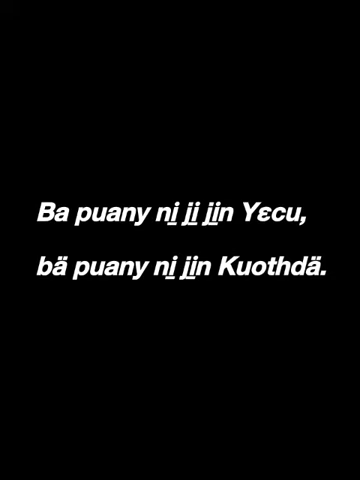 Ba puany ni̱ ji̱ ji̱n Yɛcu,
bä puany ni̱ ji̱n Kuothdä.